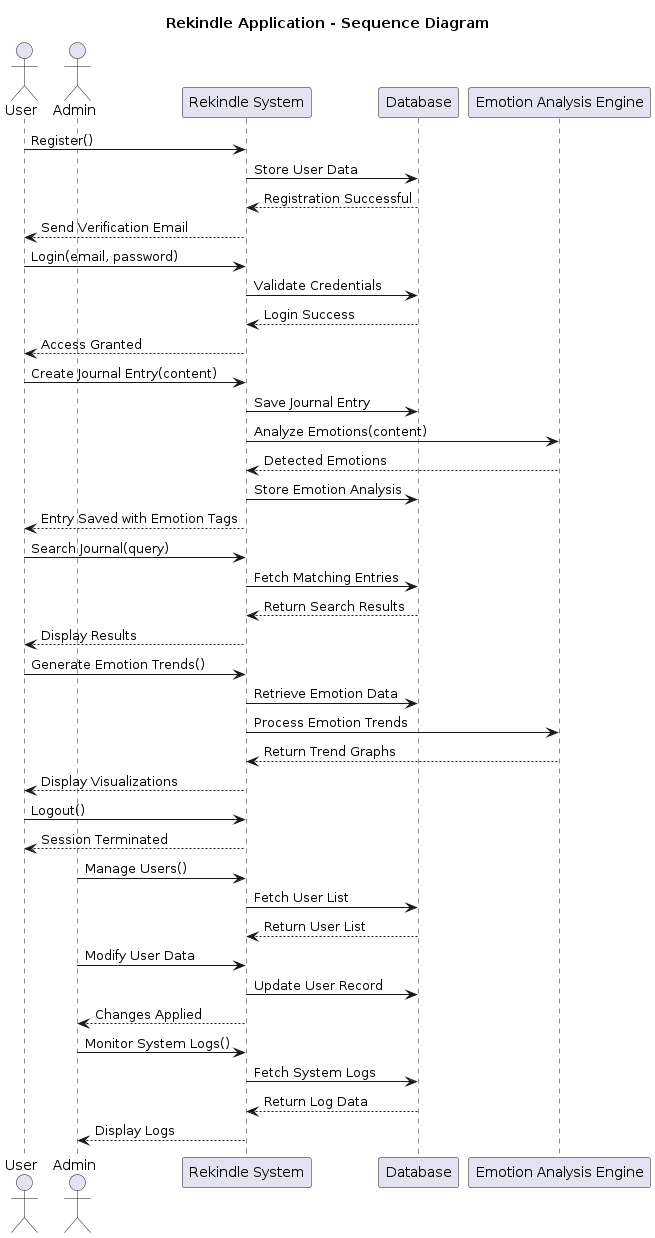 Rekindle Application - Sequence Diagram
User
Admin
Rekindle System
Database
Emotion Analysis Engine
Register()
Store User Data
Registration Successful
Send Verification Email
Login(email, password)
Validate Credentials
Login Success
Access Granted
Create Journal Entry(content)
Save Journal Entry
Analyze Emotions(content)
Detected Emotions
Store Emotion Analysis
Entry Saved with Emotion Tags
Search Journal(query)
Fetch Matching Entries
Return Search Results
Display Results
Generate Emotion Trends()
Retrieve Emotion Data
Process Emotion Trends
Return Trend Graphs
Display Visualizations
Logout()
Session Terminated
Manage Users()
Fetch User List
Return User List
Modify User Data
Update User Record
Changes Applied
Monitor System Logs()
Fetch System Logs
Return Log Data
Display Logs
User
Admin
Rekindle System
Database
Emotion Analysis Engine